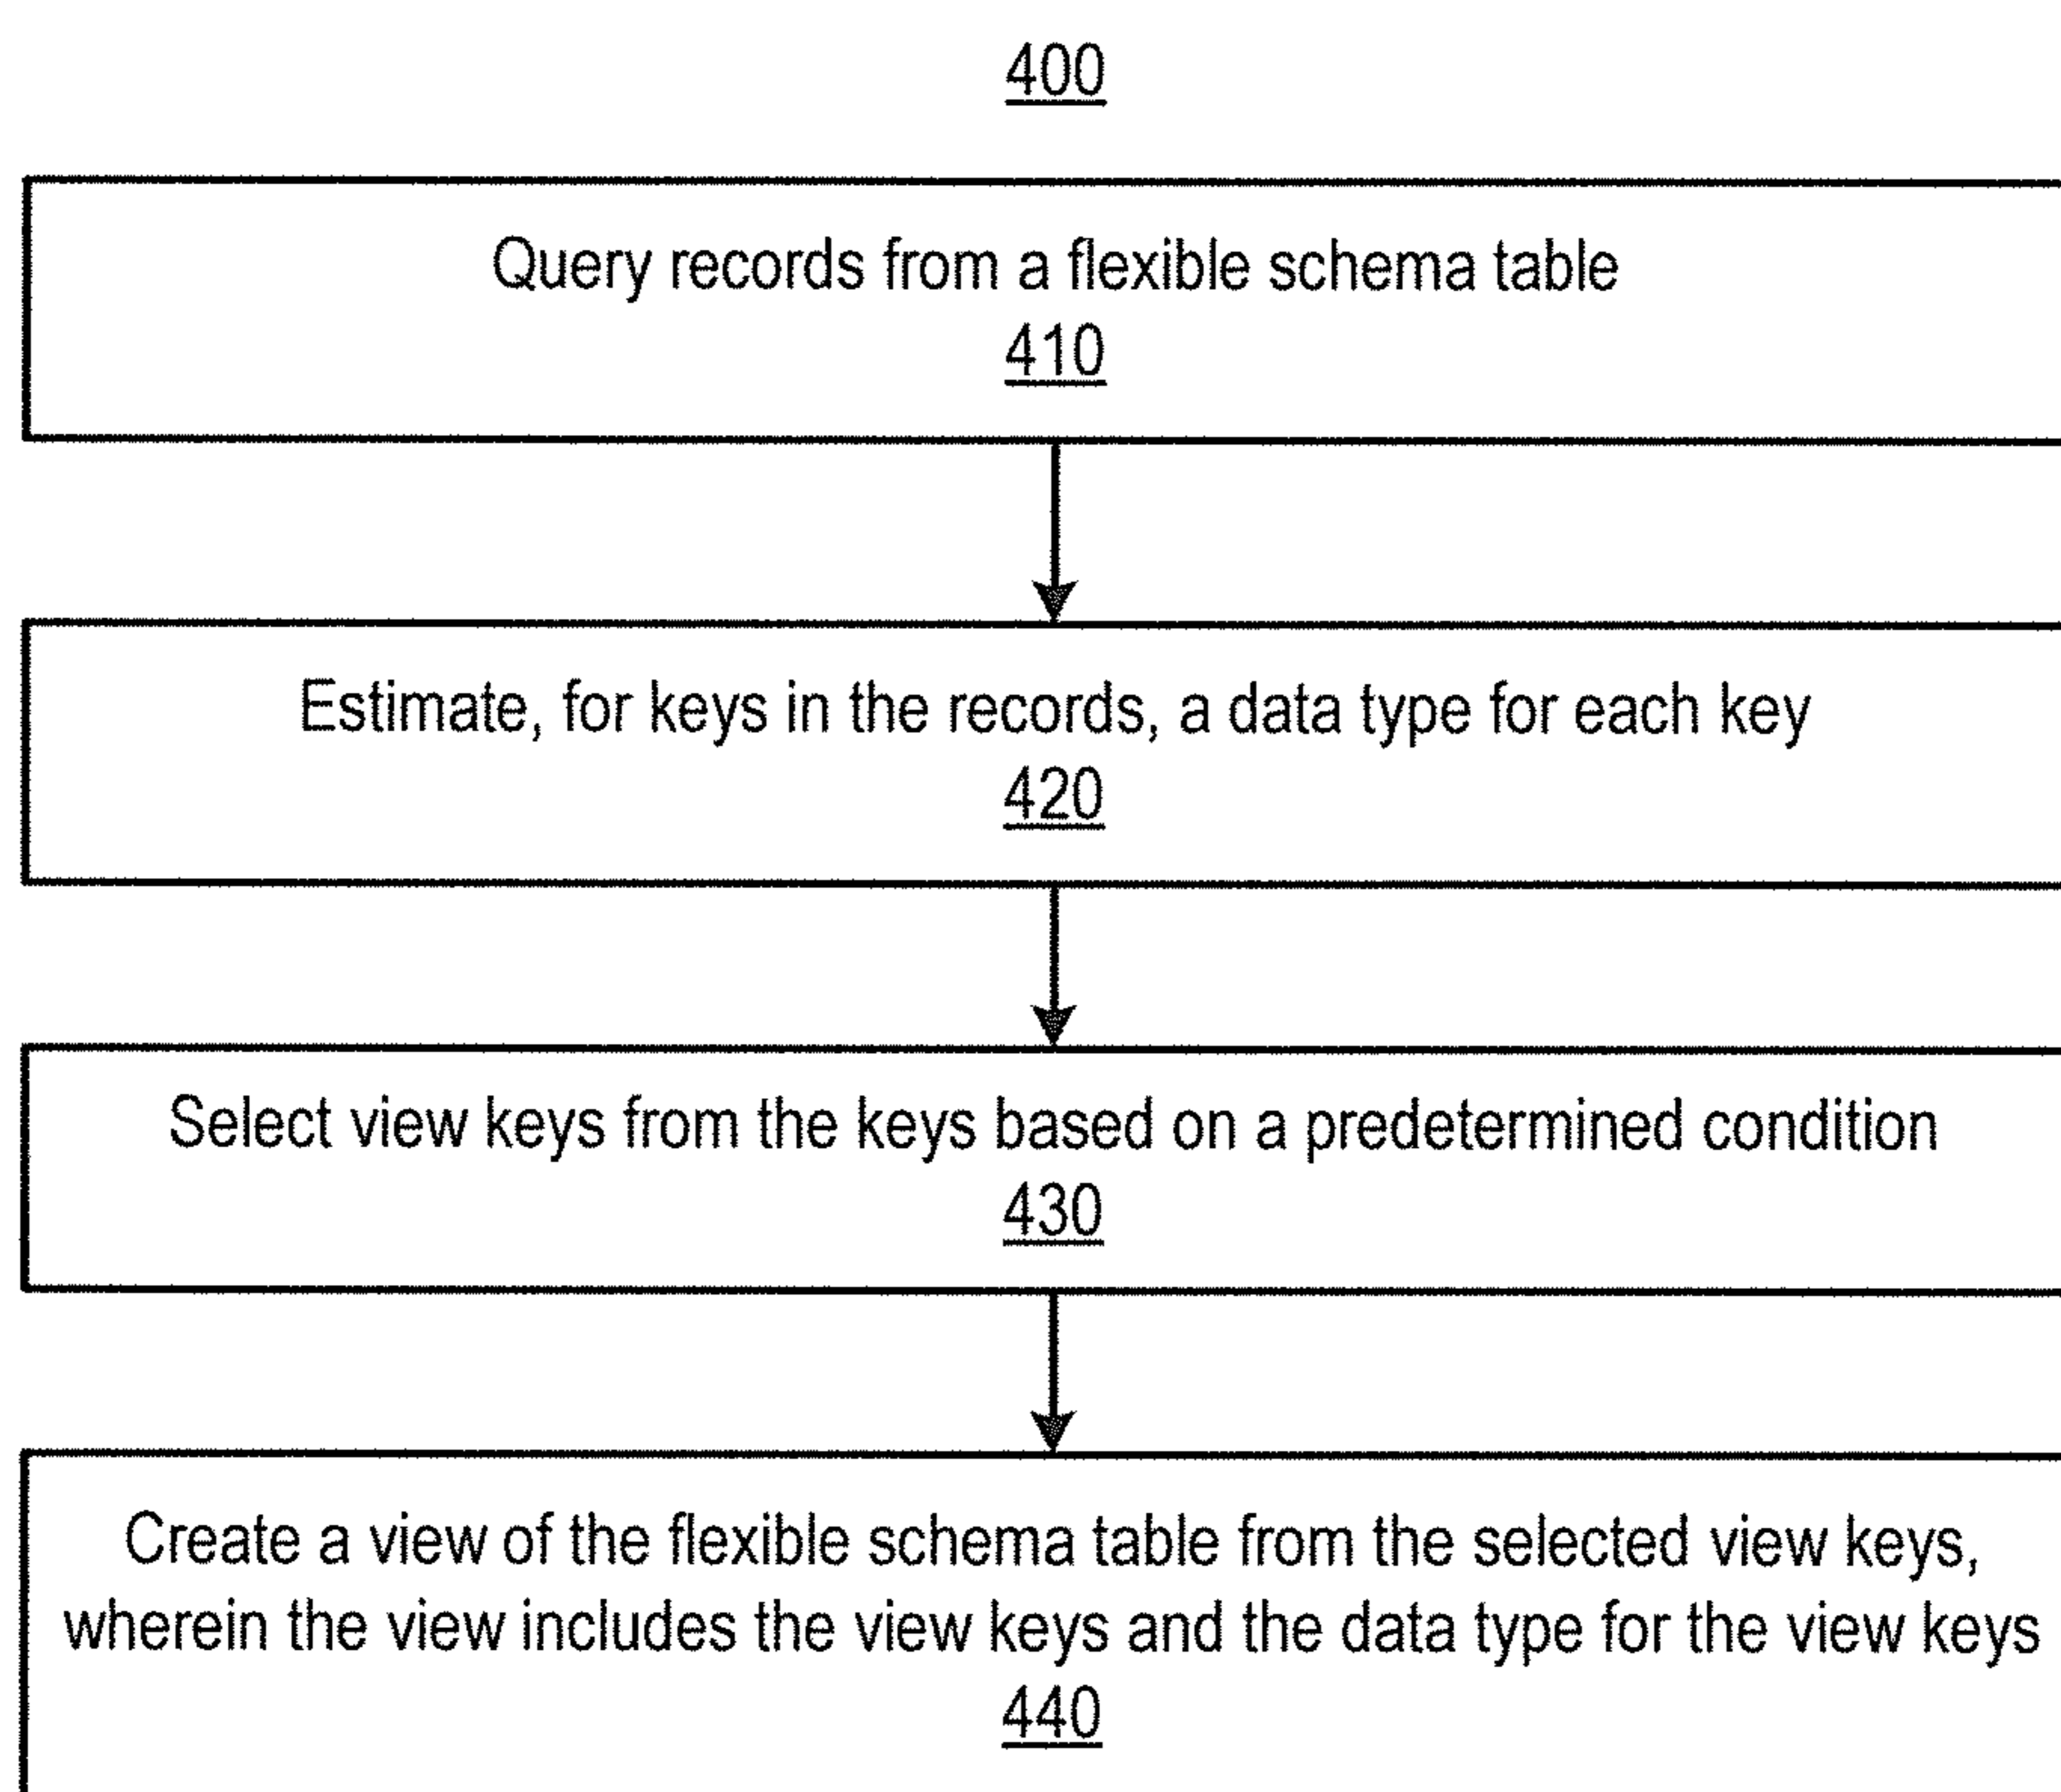 400
Query records from a flexible schema table
410
Estimate, for keys in the records, a data type for each key
420
Select view keys from the keys based on a predetermined condition
430
Create a view of the flexible schema table from the selected view keys,
wherein the view includes the view keys and the data type for the view keys
440